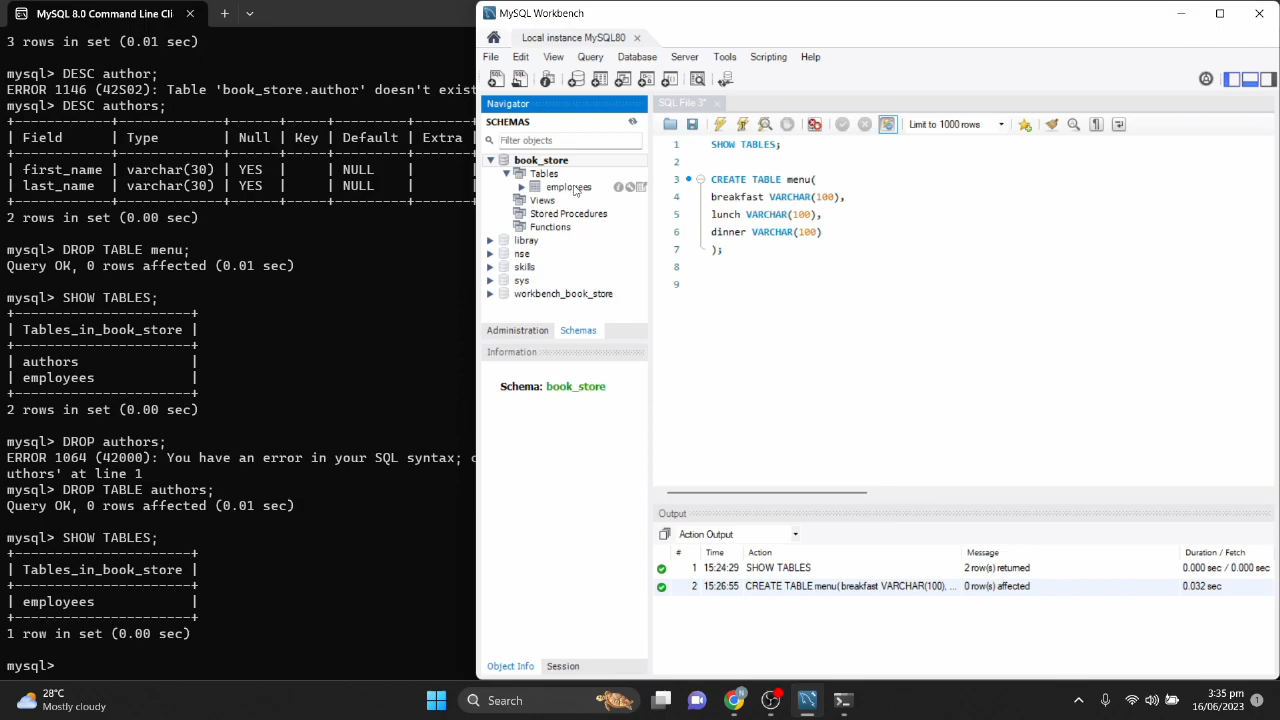 MySQL 8.0 Command Line Cli
3 rows in set (0.01 sec)
mysql> DESC author;
ERROR 1146 (42S02): Table 'book_store.author' doesn't exist
mysql> DESC authors;
+------------+-------------+------+-----+---------+-------+
| Field | Type | Null | Key | Default | Extra
+------------+-------------+------+-----+---------+-------+
| first_name | varchar(30) | YES | | NULL |
| last_name | varchar(30) | YES | | NULL |
+------------+-------------+------+-----+---------+-------+
2 rows in set (0.01 sec)
mysql> DROP TABLE menu;
Query OK, 0 rows affected (0.01 sec)
mysql> SHOW TABLES;
+----------------------+
| Tables_in_book_store |
+----------------------+
| authors |
| employees |
+----------------------+
2 rows in set (0.00 sec)
mysql> DROP authors;
ERROR 1064 (42000): You have an error in your SQL syntax; c
uthors' at line 1
mysql> DROP TABLE authors;
Query OK, 0 rows affected (0.01 sec)
mysql> SHOW TABLES;
+----------------------+
| Tables_in_book_store |
+----------------------+
| employees |
+----------------------+
1 row in set (0.00 sec)
mysql>
MySQL Workbench
Local instance MySQL80
File Edit View Query Database Server Tools Scripting Help
Navigator
SCHEMAS
Filter objects
book_store
Tables
employees
Views
Stored Procedures
Functions
libray
nse
skills
sys
workbench_book_store
Administration Schemas
Information
Schema: book_store
Object Info Session
SQL File 3*
Limit to 1000 rows
1 SHOW TABLES;
2
3 CREATE TABLE menu(
4 breakfast VARCHAR(100),
5 lunch VARCHAR(100),
6 dinner VARCHAR(100)
7 );
8
9
Output
Action Output
# Time Action Message Duration / Fetch
1 15:24:29 SHOW TABLES 2 row(s) returned 0.000 sec / 0.000 sec
2 15:26:55 CREATE TABLE menu( breakfast VARCHAR(100), ... 0 row(s) affected 0.032 sec
28°C
Mostly cloudy
Search
3:35 pm
16/06/2023
1